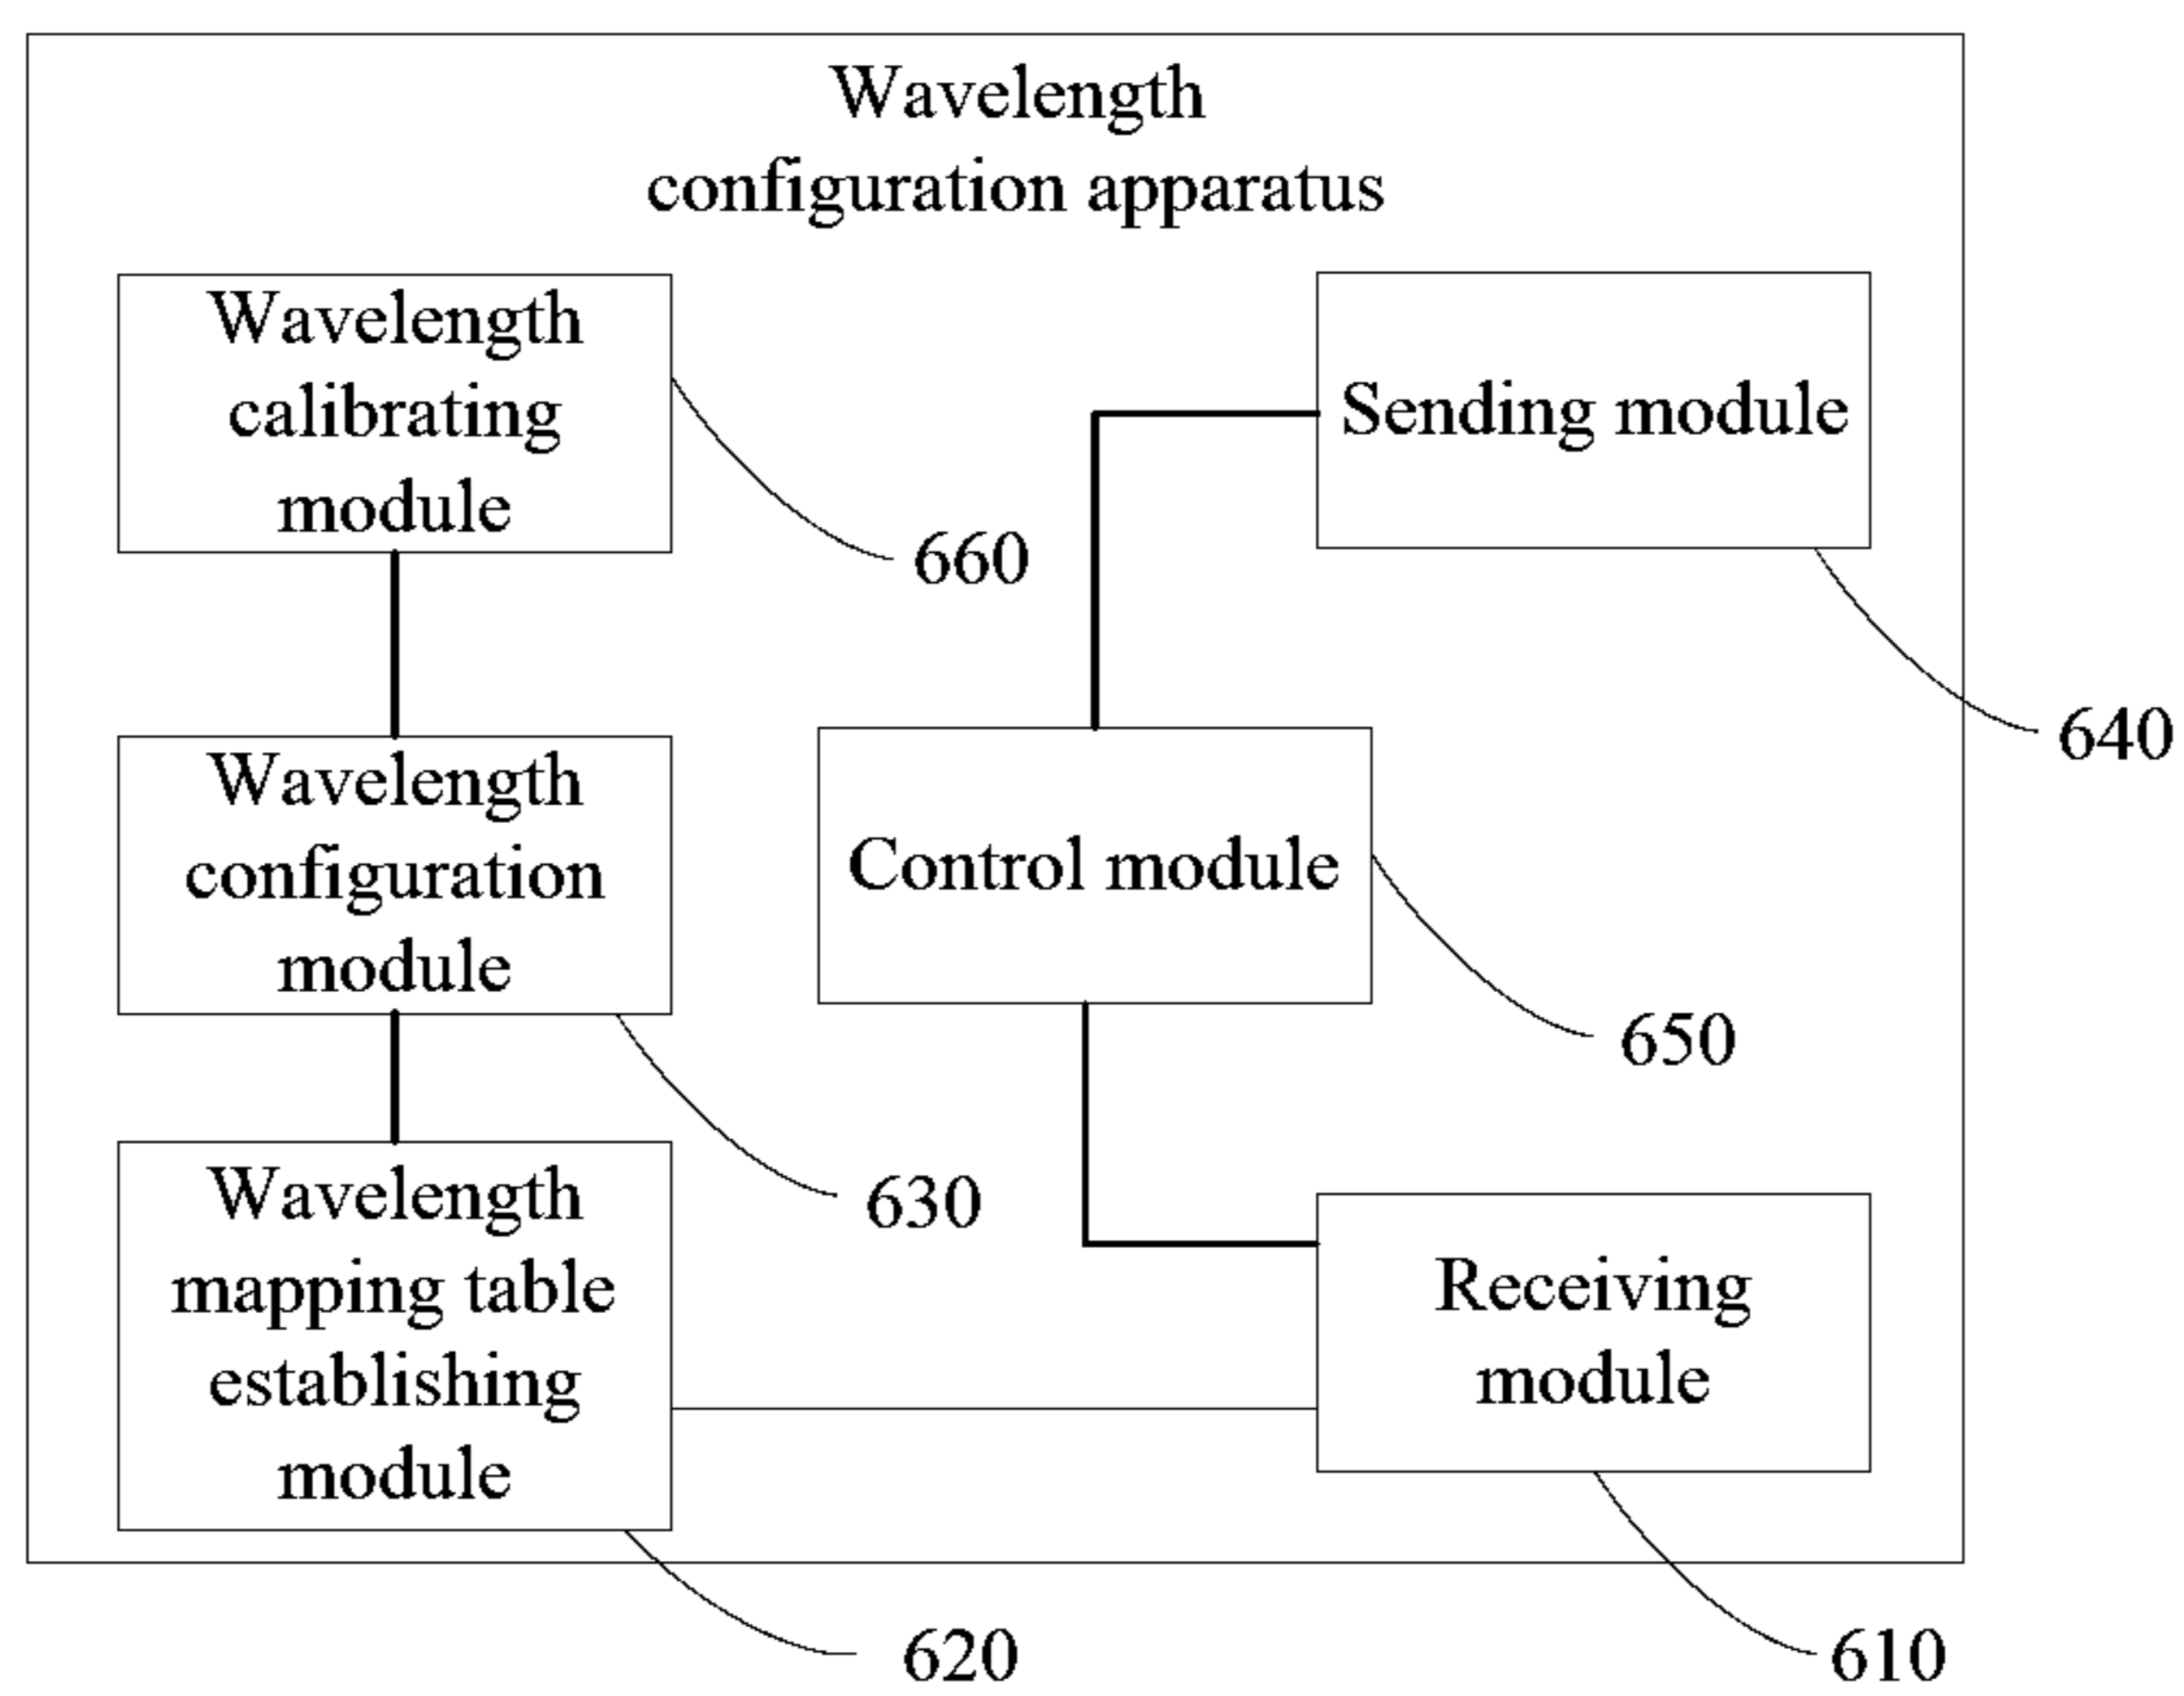 Wavelength
configuration apparatus
Wavelength
calibrating
module
660
Sending module
640
Wavelength
configuration
module
630
Control module
650
Wavelength
mapping table
establishing
module
620
Receiving
module
610